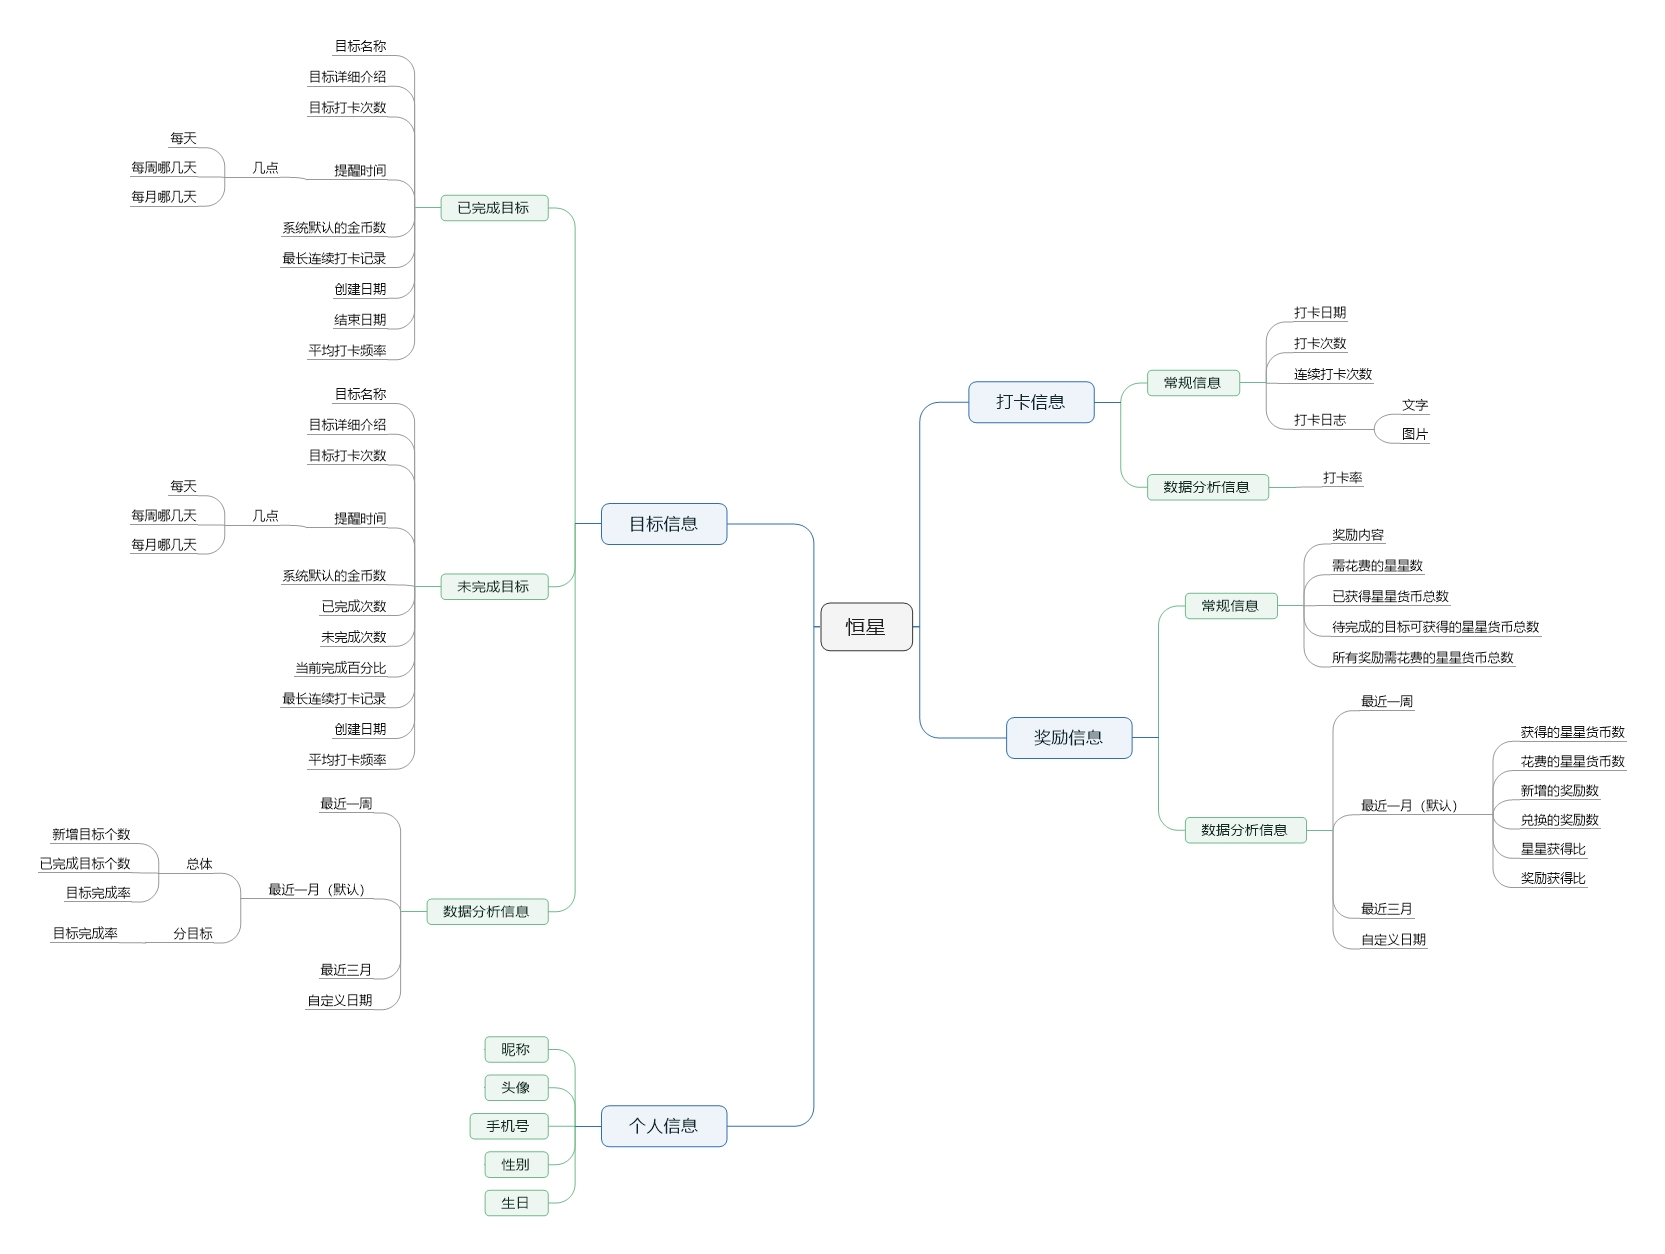 恒星
打卡信息
常规信息
打卡日期
打卡次数
连续打卡次数
打卡日志
文字
图片
数据分析信息
打卡率
奖励信息
常规信息
奖励内容
需花费的星星数
已获得星星货币总数
待完成的目标可获得的星星货币总数
所有奖励需花费的星星货币总数
数据分析信息
最近一周
最近一月（默认）
获得的星星货币数
花费的星星货币数
新增的奖励数
兑换的奖励数
星星获得比
奖励获得比
最近三月
自定义日期
目标信息
已完成目标
目标名称
目标详细介绍
目标打卡次数
提醒时间
几点
每天
每周哪几天
每月哪几天
系统默认的金币数
最长连续打卡记录
创建日期
结束日期
平均打卡频率
未完成目标
目标名称
目标详细介绍
目标打卡次数
提醒时间
几点
每天
每周哪几天
每月哪几天
系统默认的金币数
已完成次数
未完成次数
当前完成百分比
最长连续打卡记录
创建日期
平均打卡频率
数据分析信息
最近一周
最近一月（默认）
总体
新增目标个数
已完成目标个数
目标完成率
分目标
目标完成率
最近三月
自定义日期
个人信息
昵称
头像
手机号
性别
生日